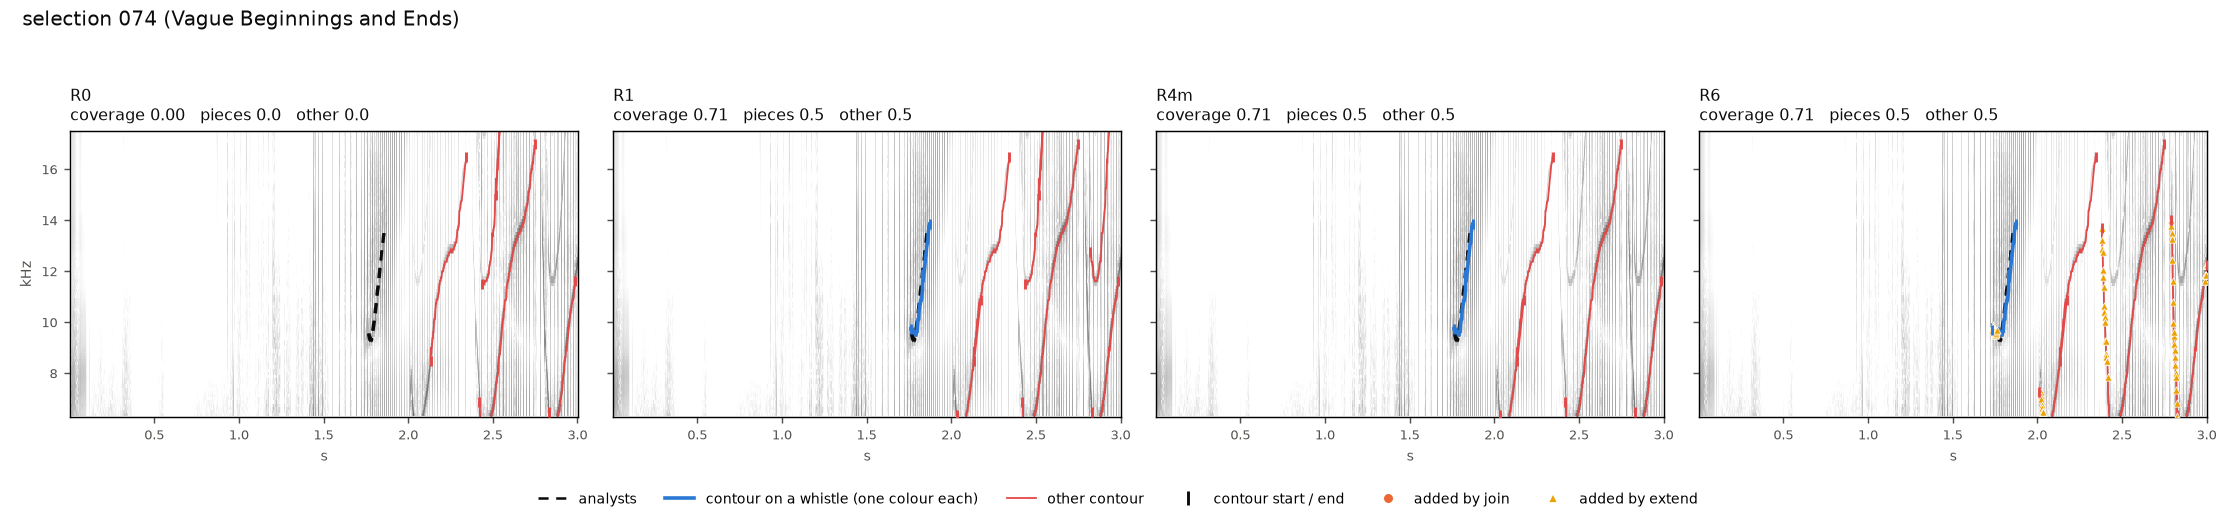 selection 074 (Vague Beginnings and Ends)
R0
coverage 0.00 pieces 0.0 other 0.0
R1
coverage 0.71 pieces 0.5 other 0.5
R4m
coverage 0.71 pieces 0.5 other 0.5
R6
coverage 0.71 pieces 0.5 other 0.5
kHz
16
14
12
10
8
0.5 1.0 1.5 2.0 2.5 3.0
0.5 1.0 1.5 2.0 2.5 3.0
0.5 1.0 1.5 2.0 2.5 3.0
0.5 1.0 1.5 2.0 2.5 3.0
s s s s
analysts contour on a whistle (one colour each) other contour contour start / end added by join added by extend